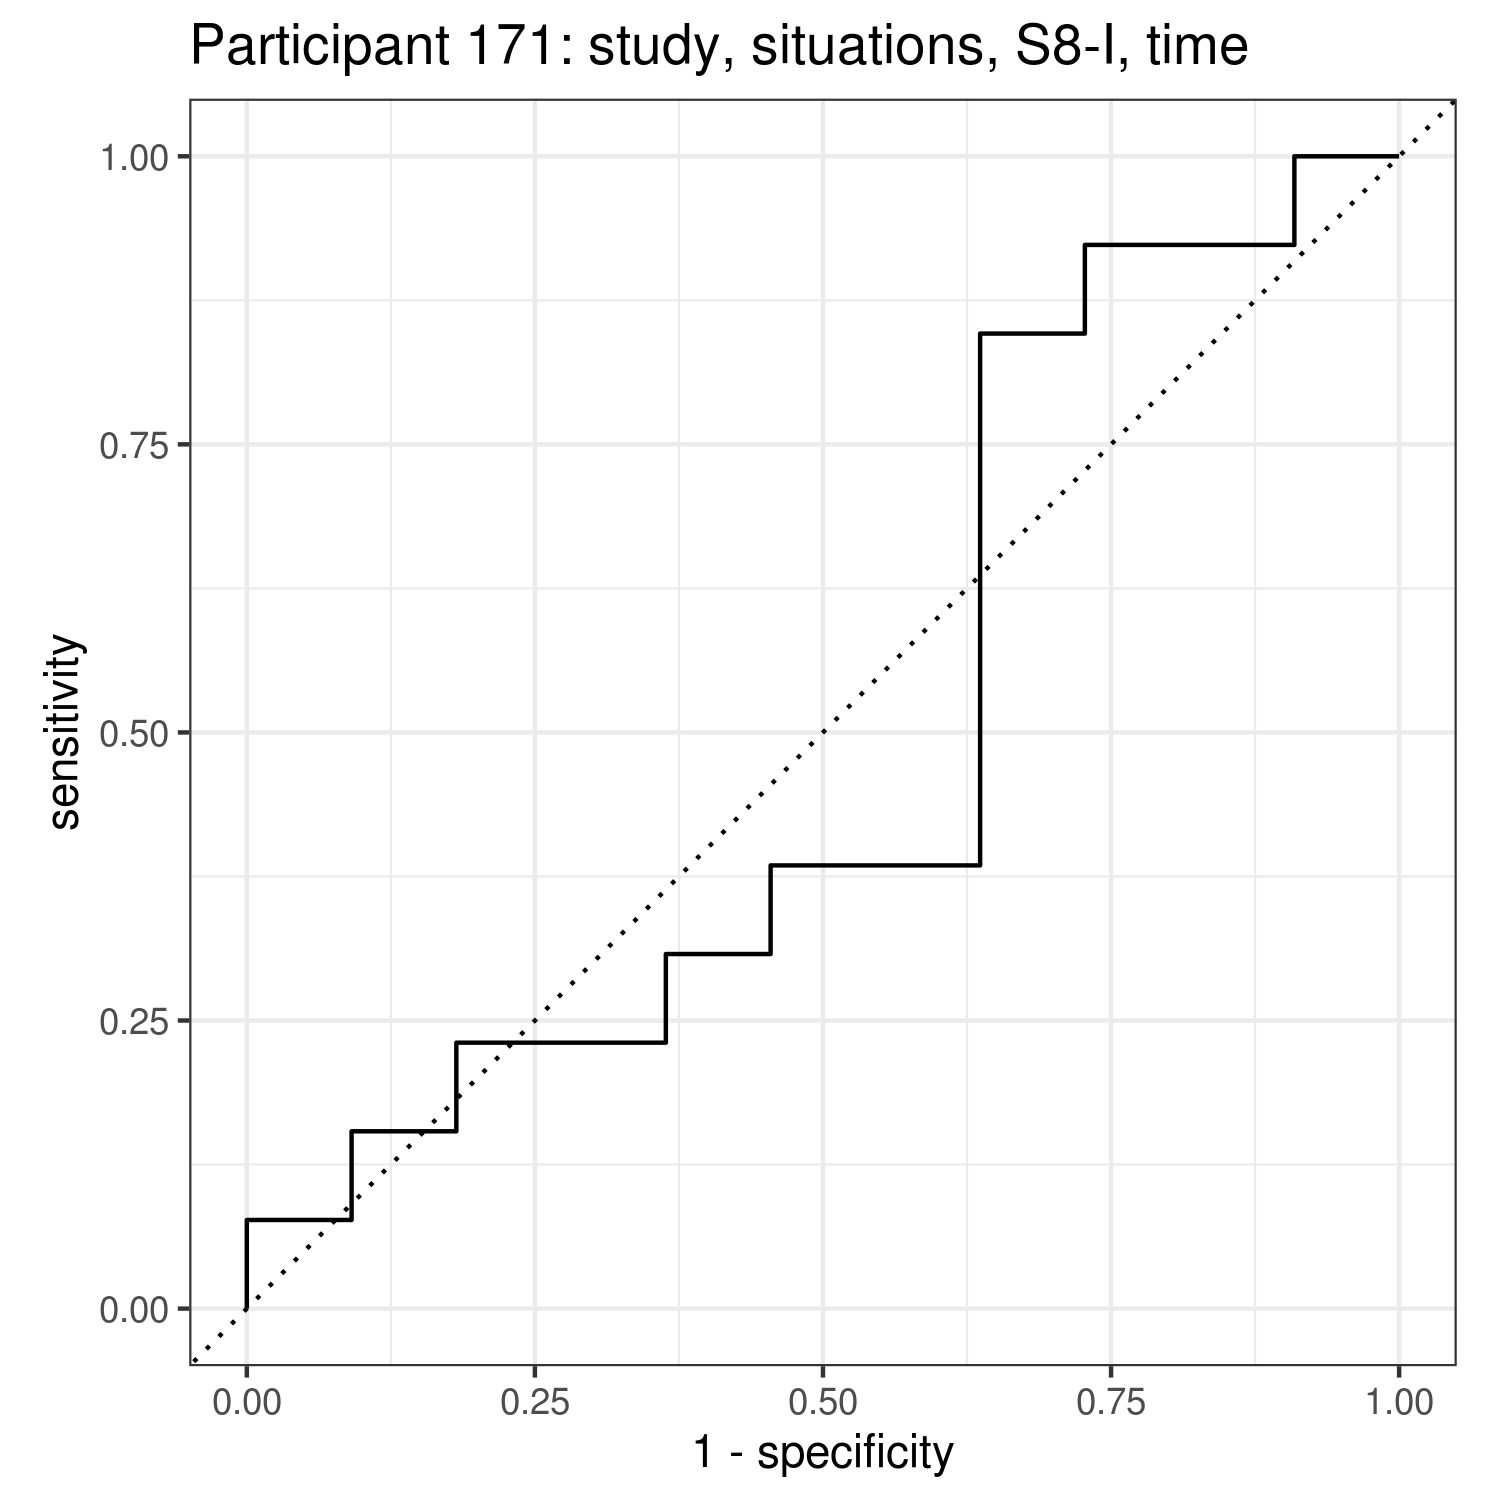 Participant 171: study, situations, S8-I, time
sensitivity
1.00
0.75
0.50
0.25
0.00
0.00 0.25 0.50 0.75 1.00
1 - specificity